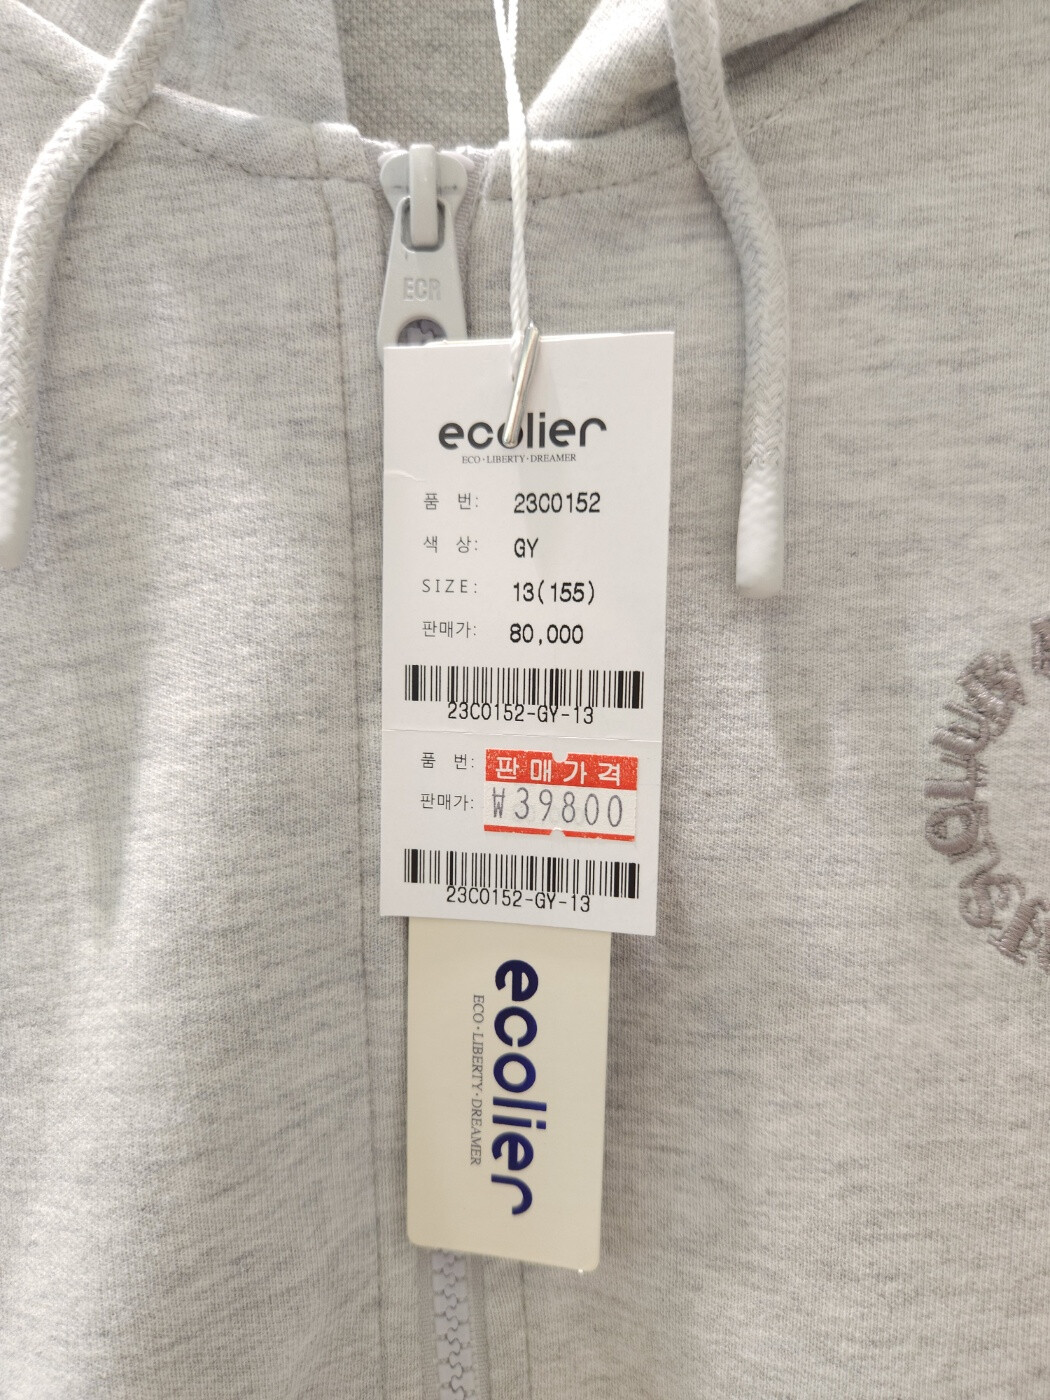 ECR
ecolier
ECO·LIBERTY·DREAMER
품 번: 23C0152
색 상: GY
SIZE: 13(155)
판매가: 80,000
23C0152-GY-13
품 번: 판매가격
판매가: ₩39800
23C0152-GY-13
ecolier
ECO·LIBERTY·DREAMER